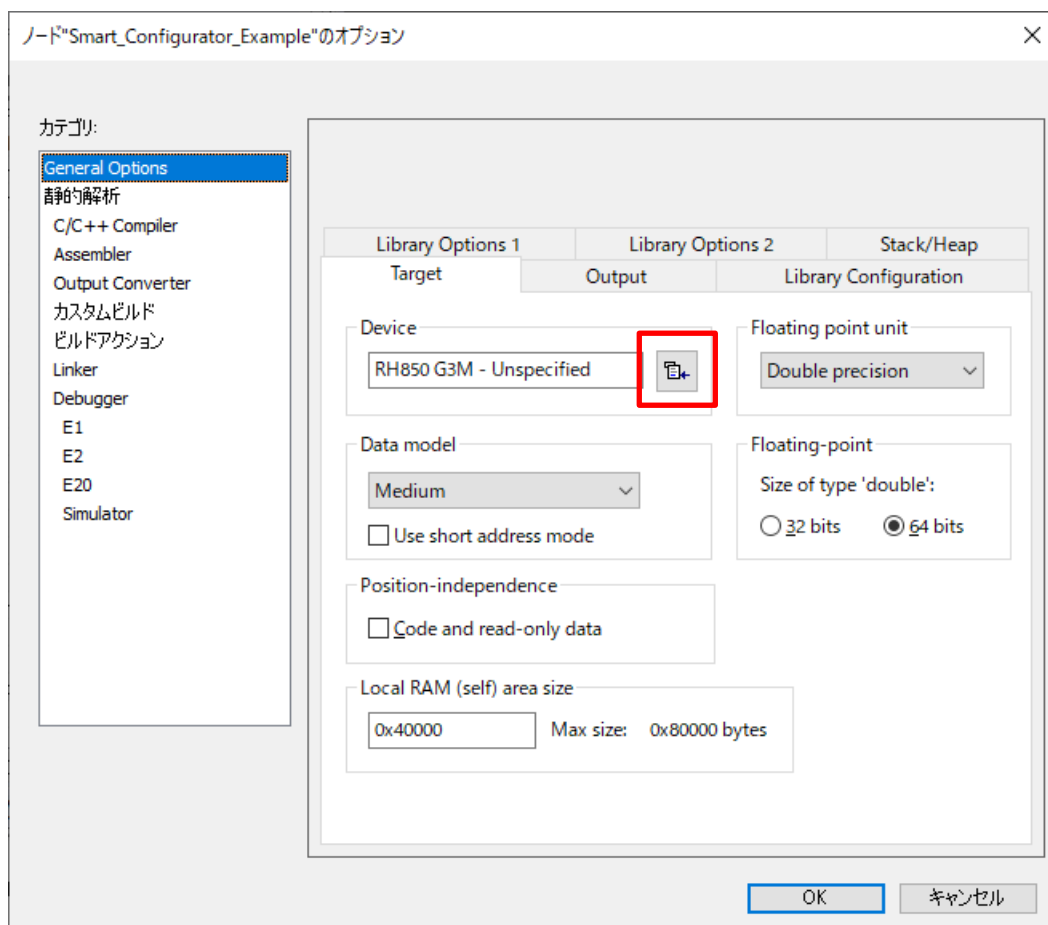 ノード"Smart_Configurator_Example"のオプション
カテゴリ:
General Options
静的解析
C/C++ Compiler
Assembler
Output Converter
カスタムビルド
ビルドアクション
Linker
Debugger
E1
E2
E20
Simulator
Library Options 1
Library Options 2
Stack/Heap
Target
Output
Library Configuration
Device
RH850 G3M - Unspecified
Floating point unit
Double precision
Data model
Medium
Use short address mode
Floating-point
Size of type 'double':
32 bits
64 bits
Position-independence
Code and read-only data
Local RAM (self) area size
0x40000
Max size: 0x80000 bytes
OK
キャンセル